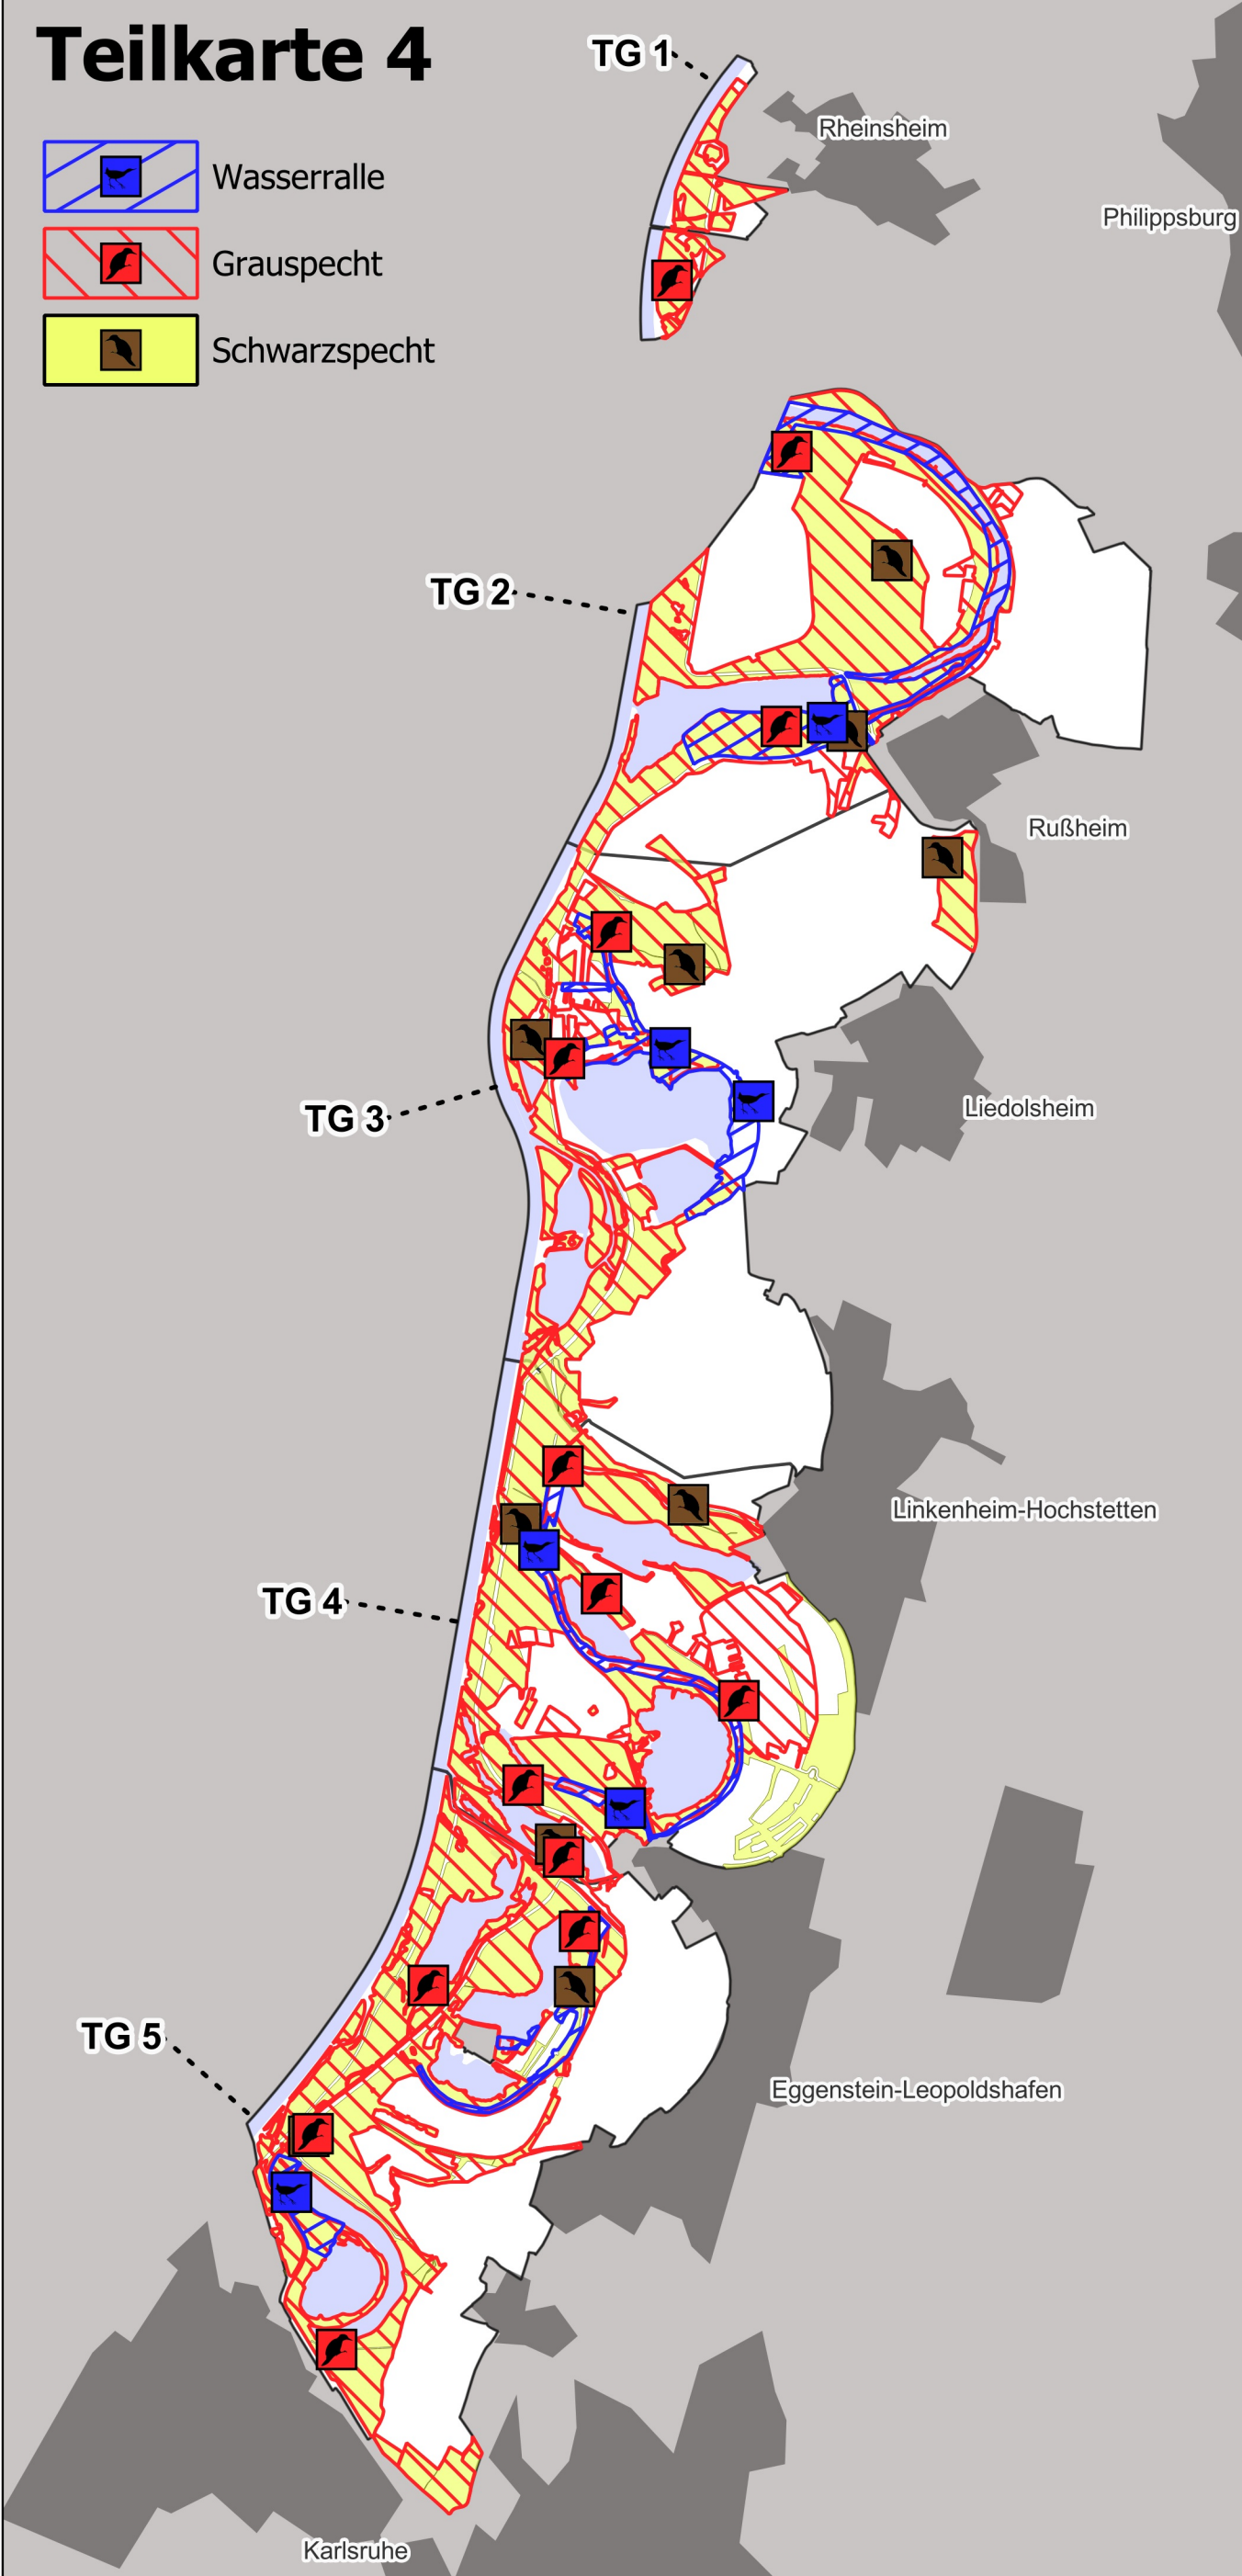 Teilkarte 4
TG 1
Rheinsheim
Wasserralle
Philippsburg
Grauspecht
Schwarzspecht
TG 2
Rußheim
TG 3
Liedolsheim
Linkenheim-Hochstetten
TG 4
TG 5
Eggenstein-Leopoldshafen
Karlsruhe